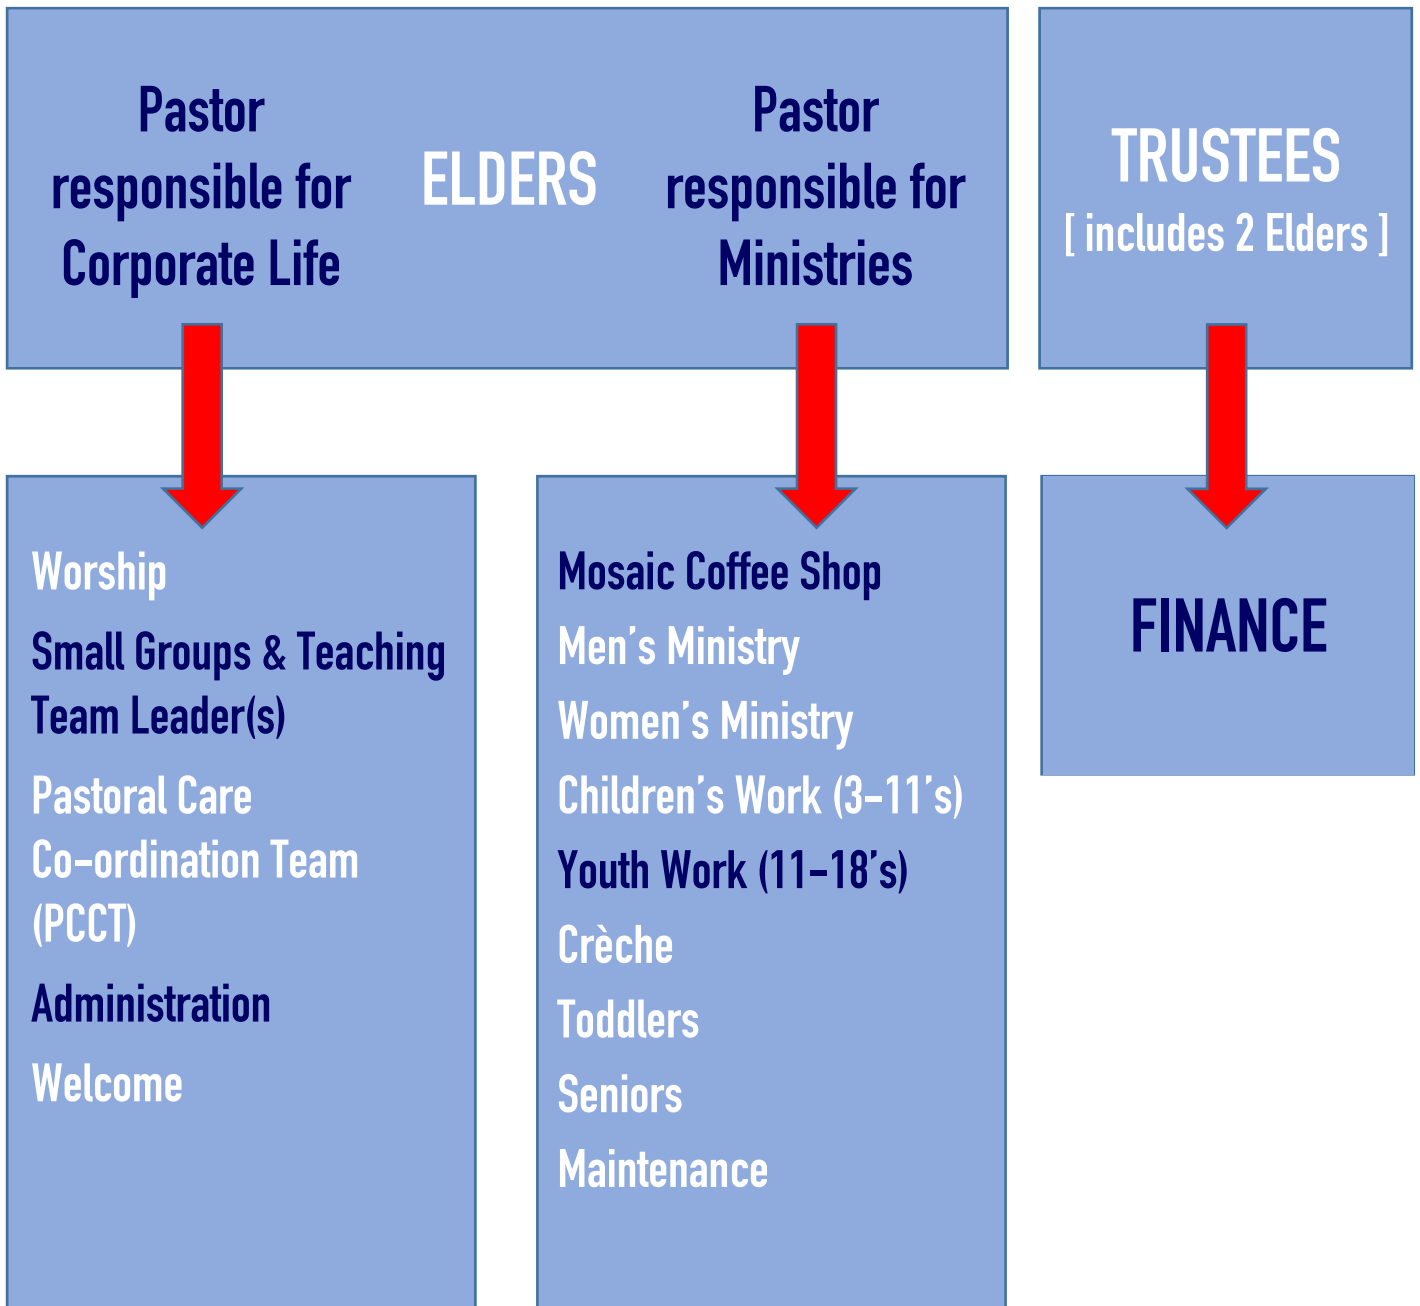 Pastor
responsible for
Corporate Life
ELDERS
Pastor
responsible for
Ministries
TRUSTEES
[ includes 2 Elders ]
Worship
Small Groups & Teaching
Team Leader(s)
Pastoral Care
Co-ordination Team
(PCCT)
Administration
Welcome
Mosaic Coffee Shop
Men's Ministry
Women's Ministry
Children's Work (3-11's)
Youth Work (11-18's)
Crèche
Toddlers
Seniors
Maintenance
FINANCE